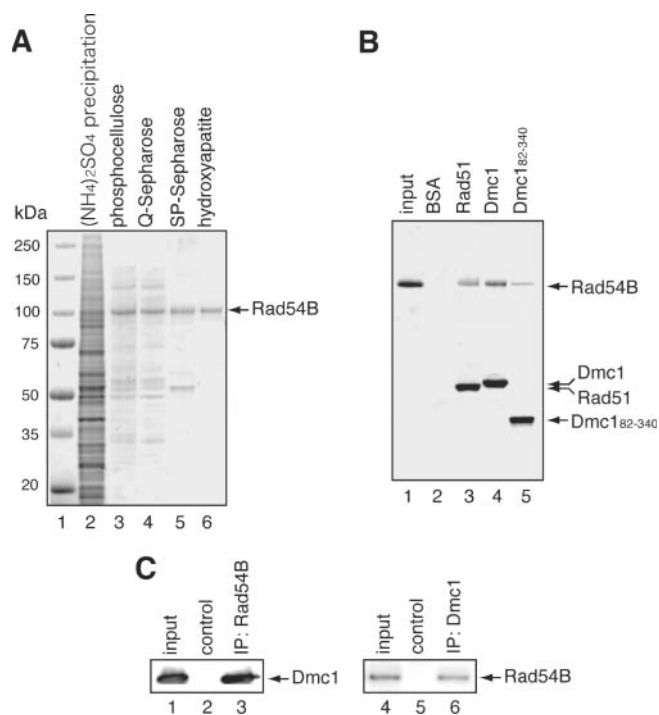 A
(NH4)2SO4 precipitation
phosphocellulose
Q-Sepharose
SP-Sepharose
hydroxyapatite
kDa
250
150
100
75
50
35
20
Rad54B
1 2 3 4 5 6
B
input
BSA
Rad51
Dmc1
Dmc182-340
Rad54B
Dmc1
Rad51
Dmc182-340
1 2 3 4 5
C
input
control
IP: Rad54B
Dmc1
1 2 3
input
control
IP: Dmc1
Rad54B
4 5 6